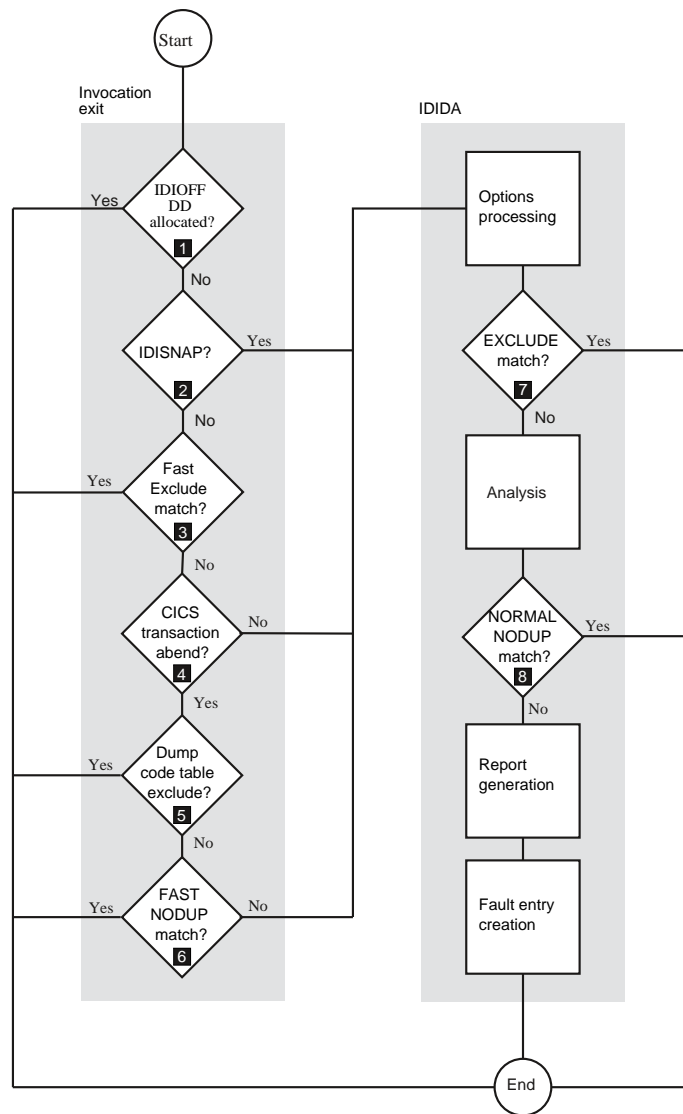 Start
Invocation
exit
IDIOFF
DD
allocated?
1
Yes
No
IDISNAP?
2
Yes
No
Fast
Exclude
match?
3
Yes
No
CICS
transaction
abend?
4
No
Yes
Dump
code table
exclude?
5
Yes
No
FAST
NODUP
match?
6
Yes
No
IDIDA
Options
processing
EXCLUDE
match?
7
Yes
No
Analysis
NORMAL
NODUP
match?
8
Yes
No
Report
generation
Fault entry
creation
End